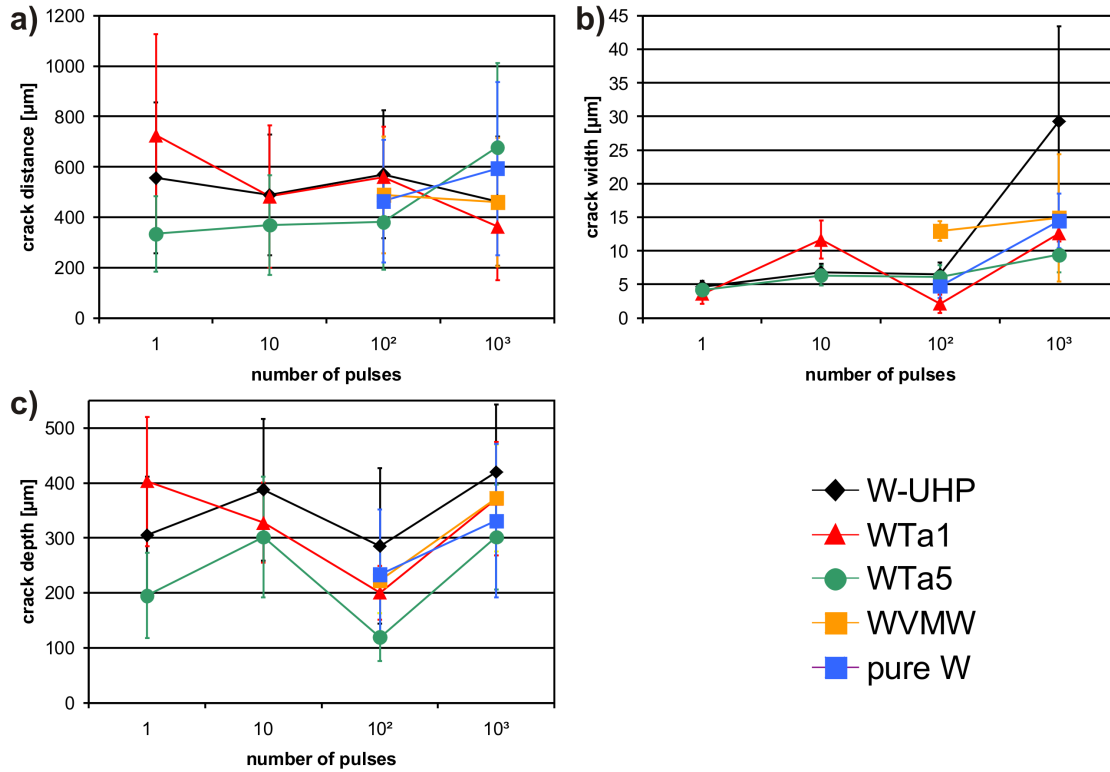 a)
crack distance [µm]
1200
1000
800
600
400
200
0
1 10 10² 10³
number of pulses
b)
crack width [µm]
45
40
35
30
25
20
15
10
5
0
1 10 10² 10³
number of pulses
c)
crack depth [µm]
500
400
300
200
100
0
1 10 10² 10³
number of pulses
W-UHP
WTa1
WTa5
WVMW
pure W